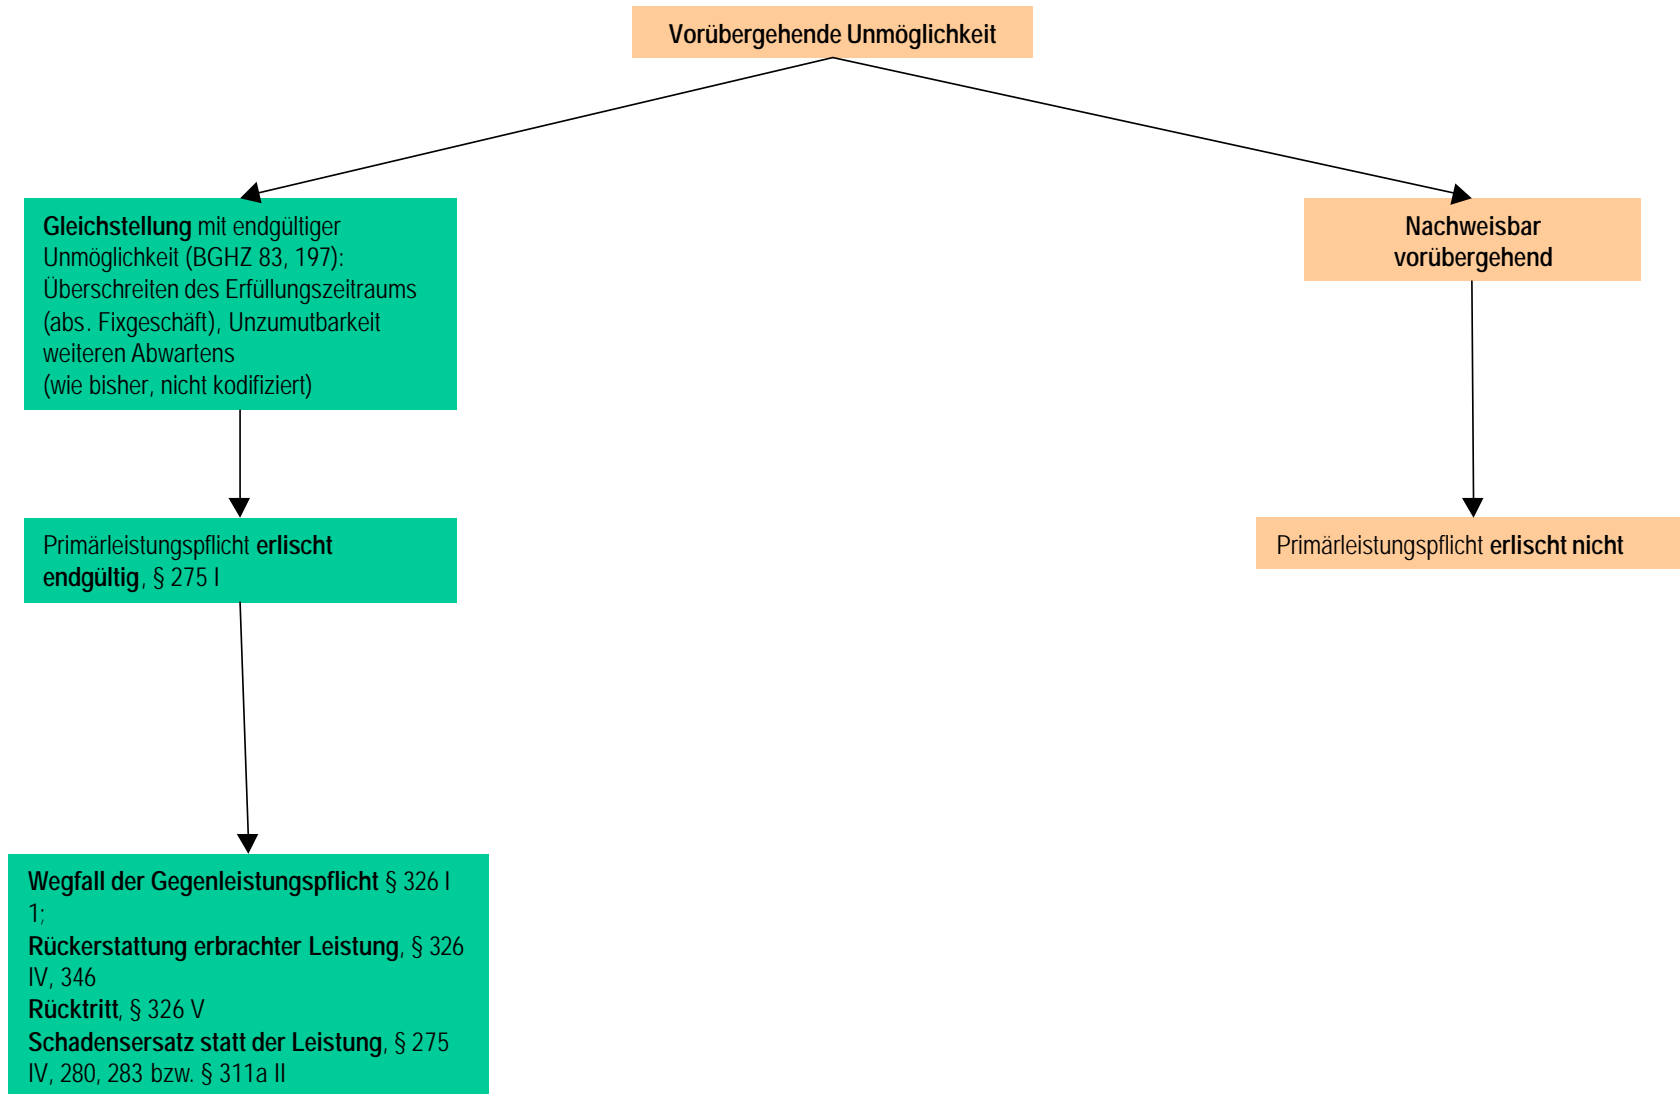 Vorübergehende Unmöglichkeit
Gleichstellung mit endgültiger
Unmöglichkeit (BGHZ 83, 197):
Überschreiten des Erfüllungszeitraums
(abs. Fixgeschäft), Unzumutbarkeit
weiteren Abwartens
(wie bisher, nicht kodifiziert)
Nachweisbar
vorübergehend
Primärleistungspflicht erlischt
endgültig, § 275 I
Primärleistungspflicht erlischt nicht
Wegfall der Gegenleistungspflicht § 326 I
1;
Rückerstattung erbrachter Leistung, § 326
IV, 346
Rücktritt, § 326 V
Schadensersatz statt der Leistung, § 275
IV, 280, 283 bzw. § 311a II